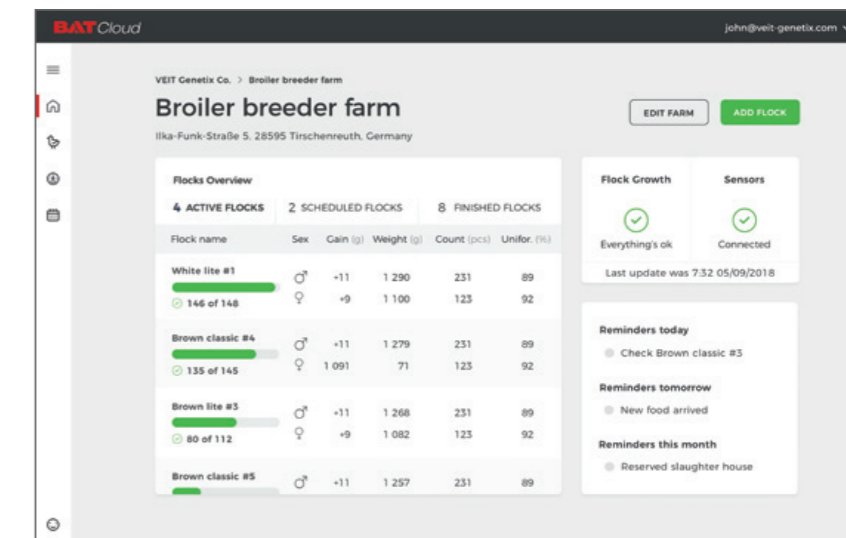 BAT Cloud
john@veit-genetix.com
VEIT Genetix Co. > Broiler breeder farm
Broiler breeder farm
EDIT FARM
ADD FLOCK
Ilka-Funk-Straße 5. 28595 Tirschenreuth, Germany
Flocks Overview
4 ACTIVE FLOCKS 2 SCHEDULED FLOCKS 8 FINISHED FLOCKS
Flock name Sex Gain (g) Weight (g) Count (pcs) Unifor. (%)
White lite #1
♂ +11 1 290 231 89
♀ +9 1 100 123 92
146 of 148
Brown classic #4
♂ +11 1 279 231 89
♀ 1 091 71 123 92
135 of 145
Brown lite #3
♂ +11 1 268 231 89
♀ +9 1 082 123 92
80 of 112
Brown classic #5
♂ +11 1 257 231 89
Flock Growth Sensors
Everything's ok Connected
Last update was 7:32 05/09/2018
Reminders today
Check Brown classic #3
Reminders tomorrow
New food arrived
Reminders this month
Reserved slaughter house